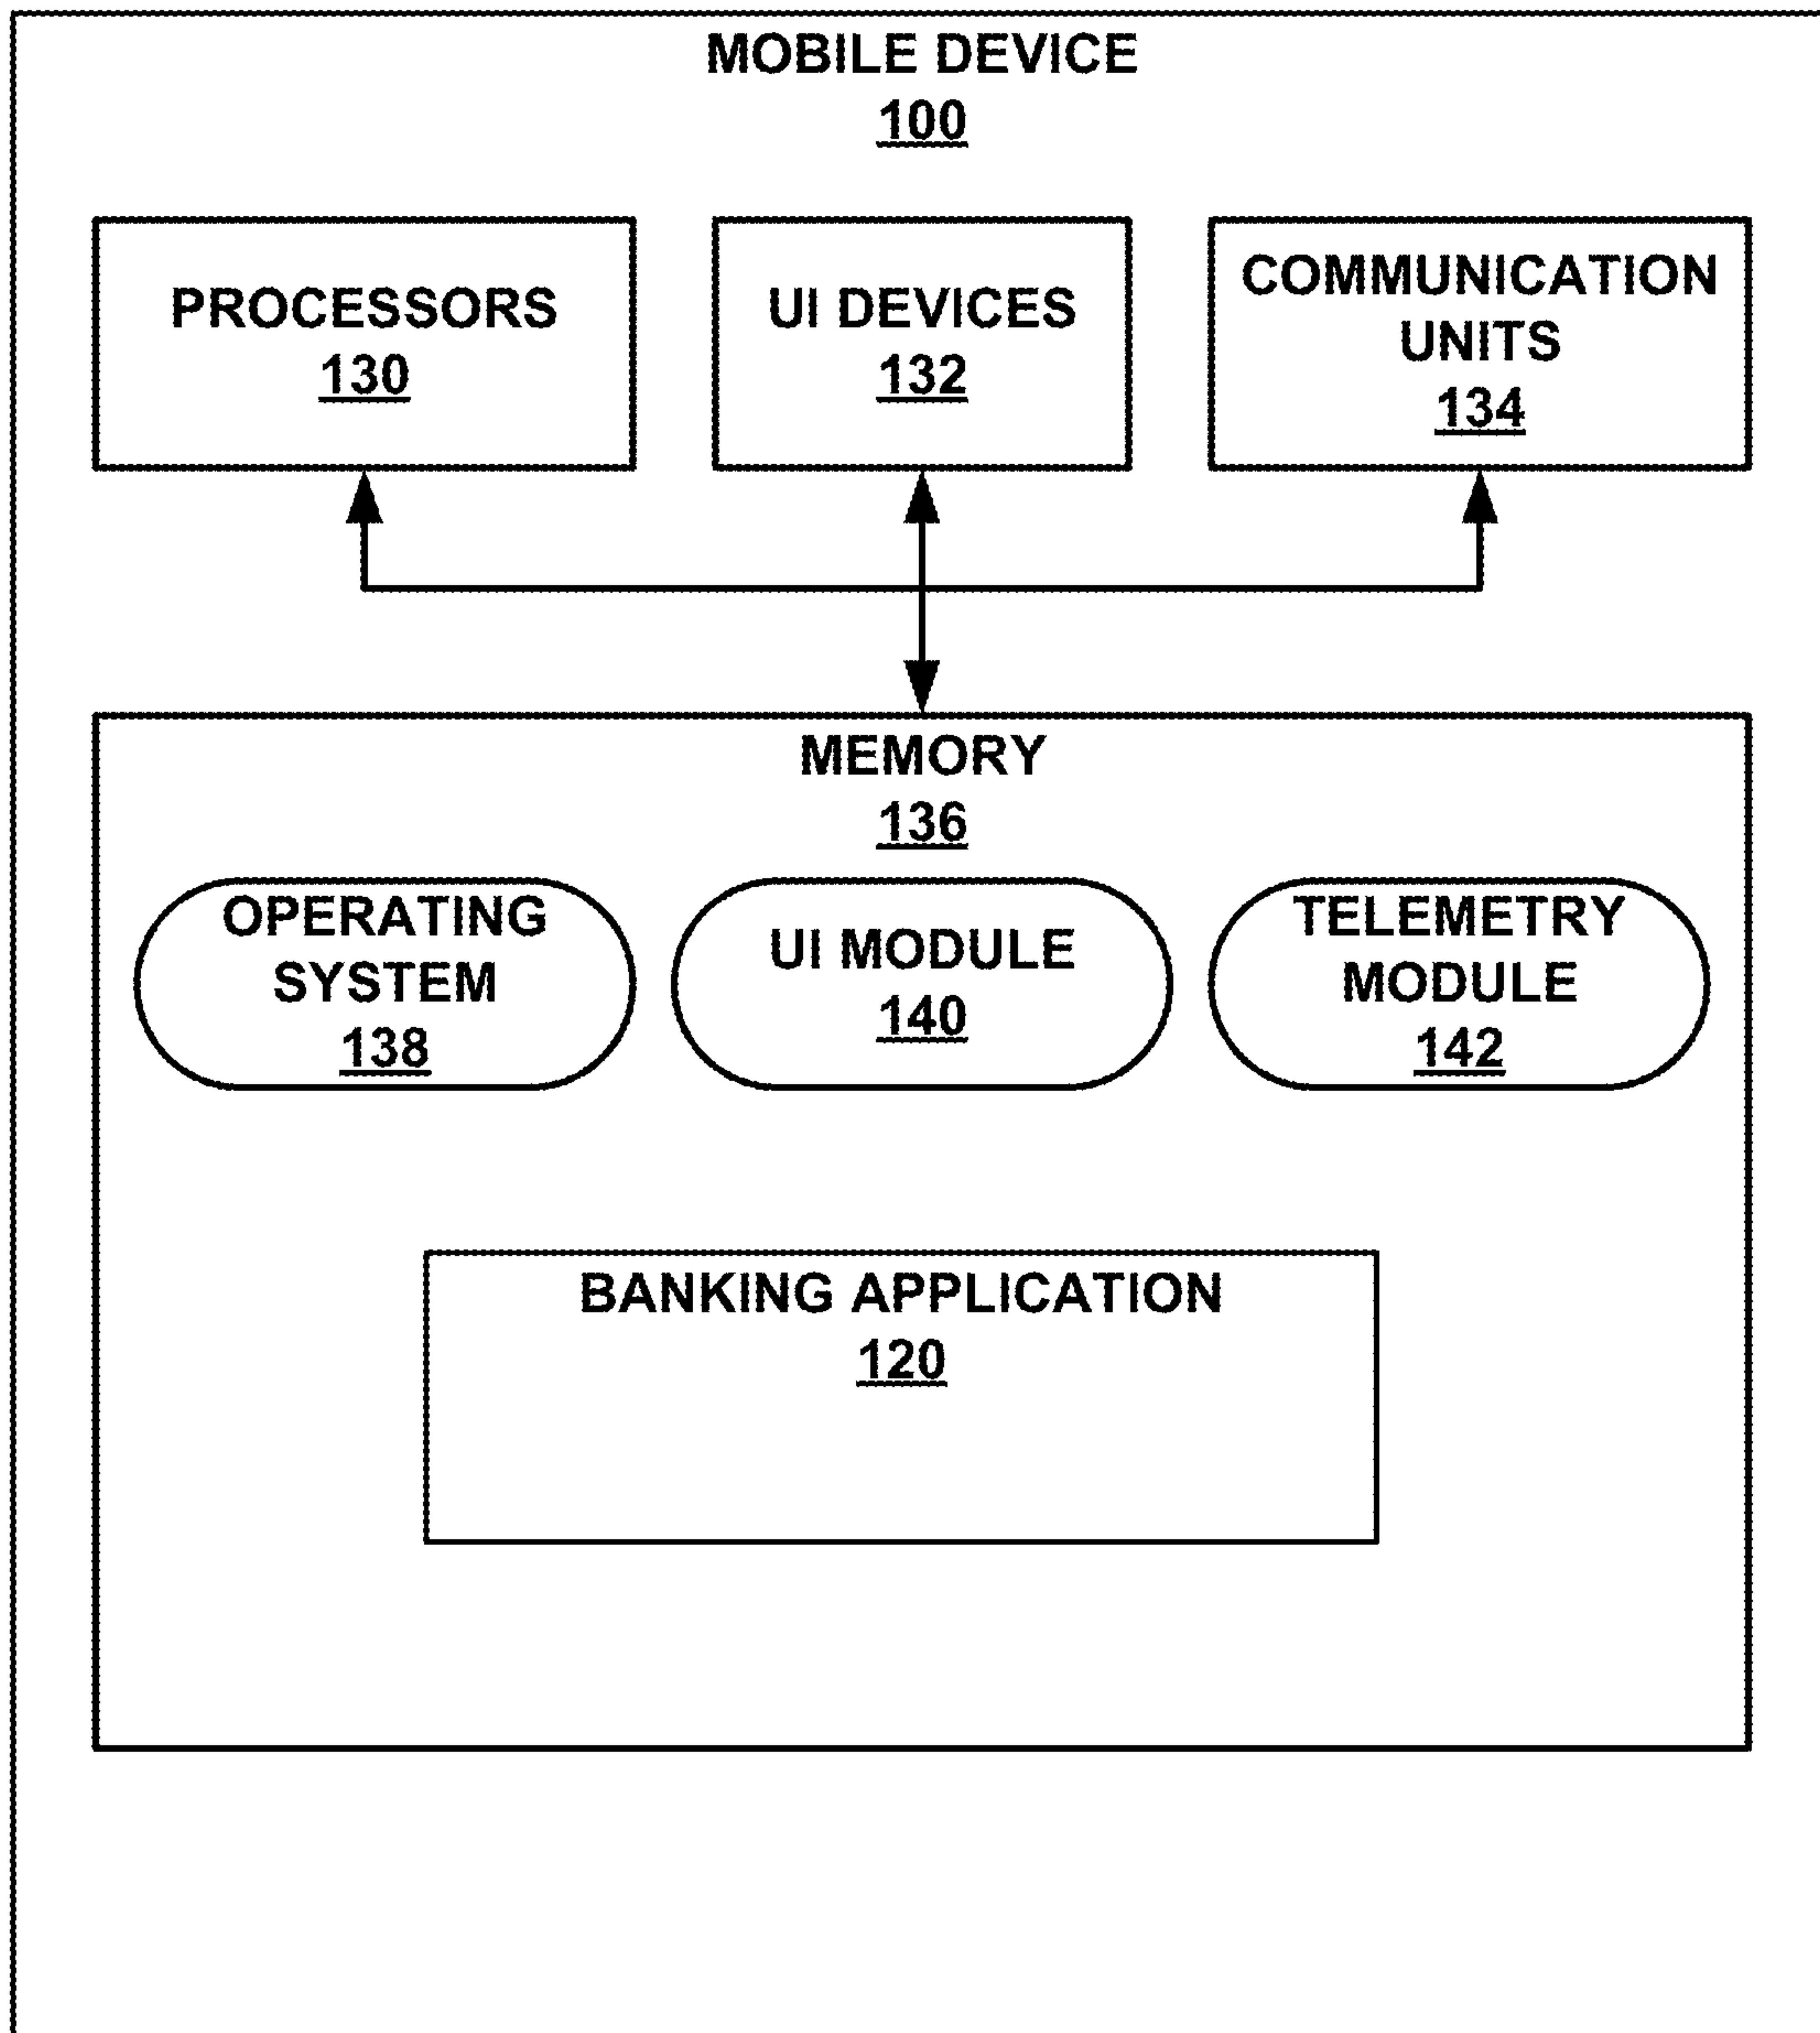 MOBILE DEVICE
100
PROCESSORS
130
UI DEVICES
132
COMMUNICATION
UNITS
134
MEMORY
136
OPERATING
SYSTEM
138
UI MODULE
140
TELEMETRY
MODULE
142
BANKING APPLICATION
120